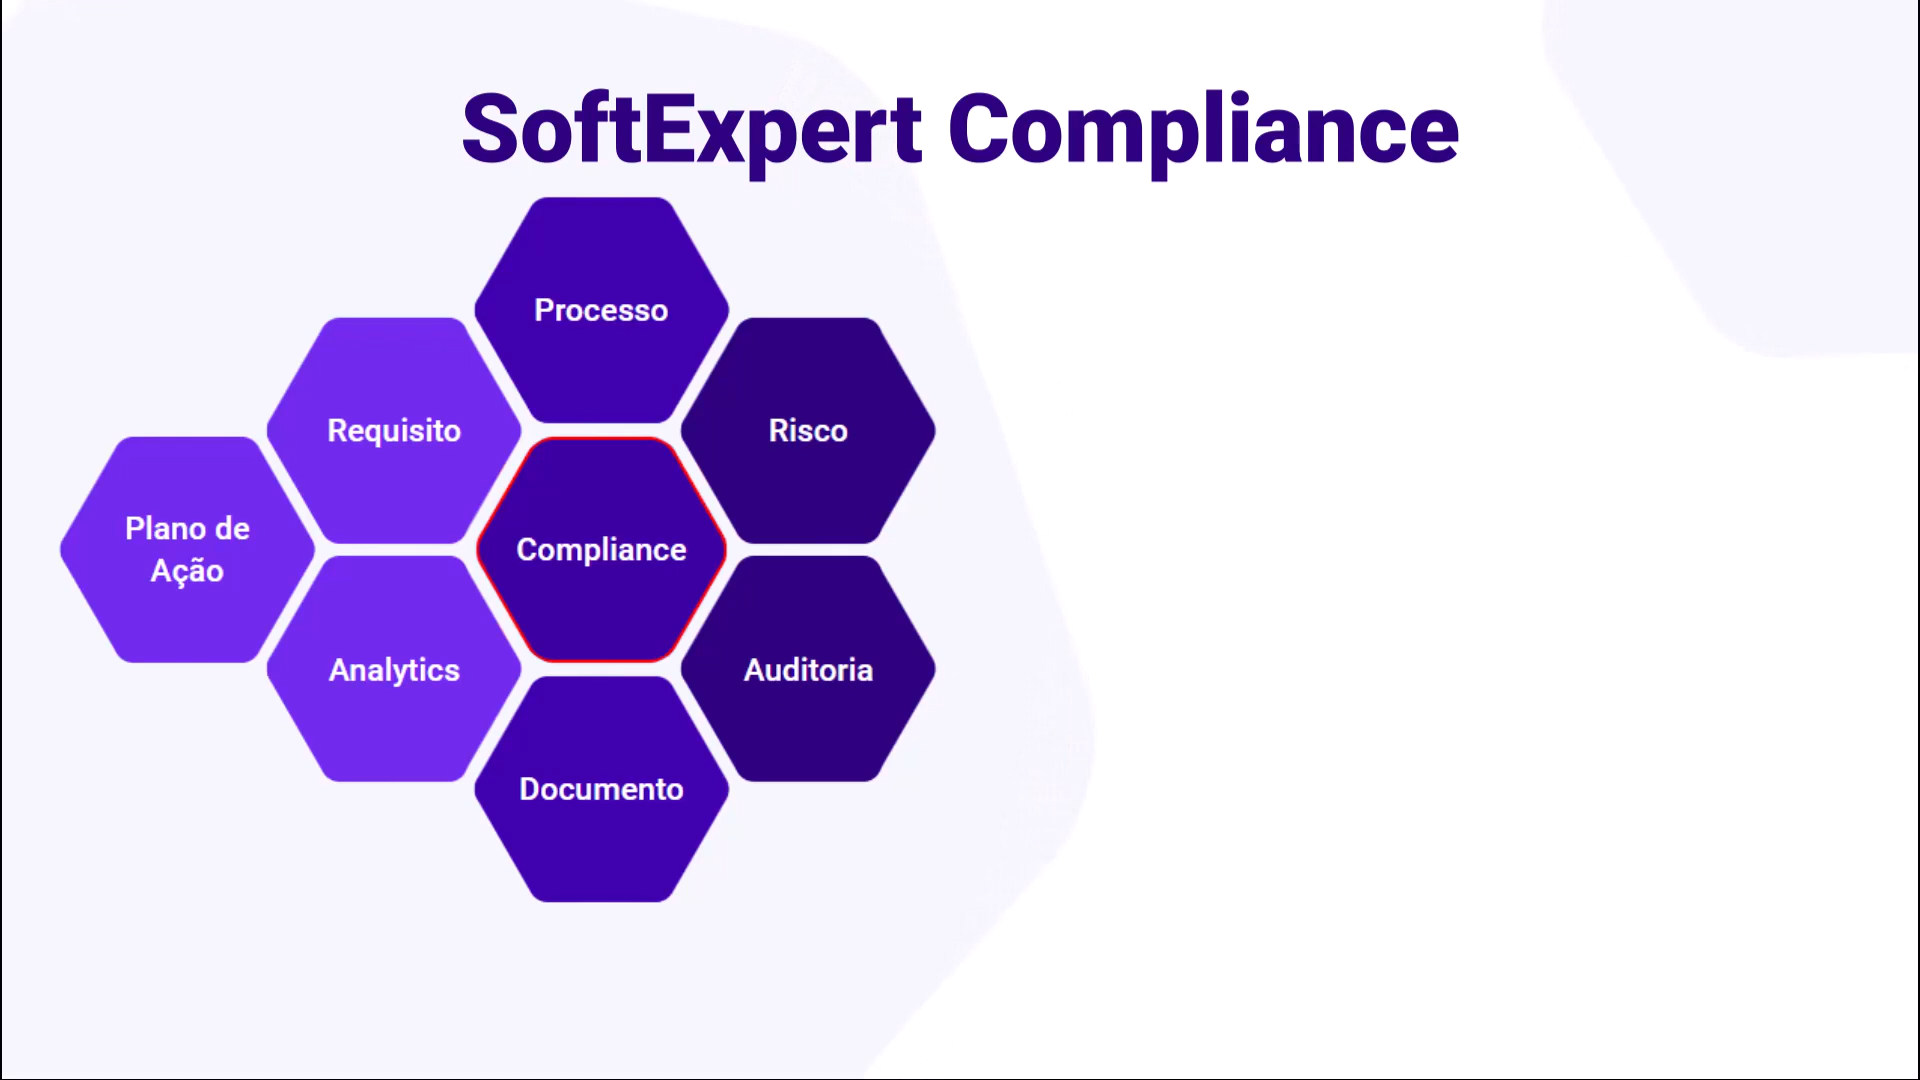 SoftExpert Compliance
Processo
Requisito
Risco
Plano de
Ação
Compliance
Analytics
Auditoria
Documento